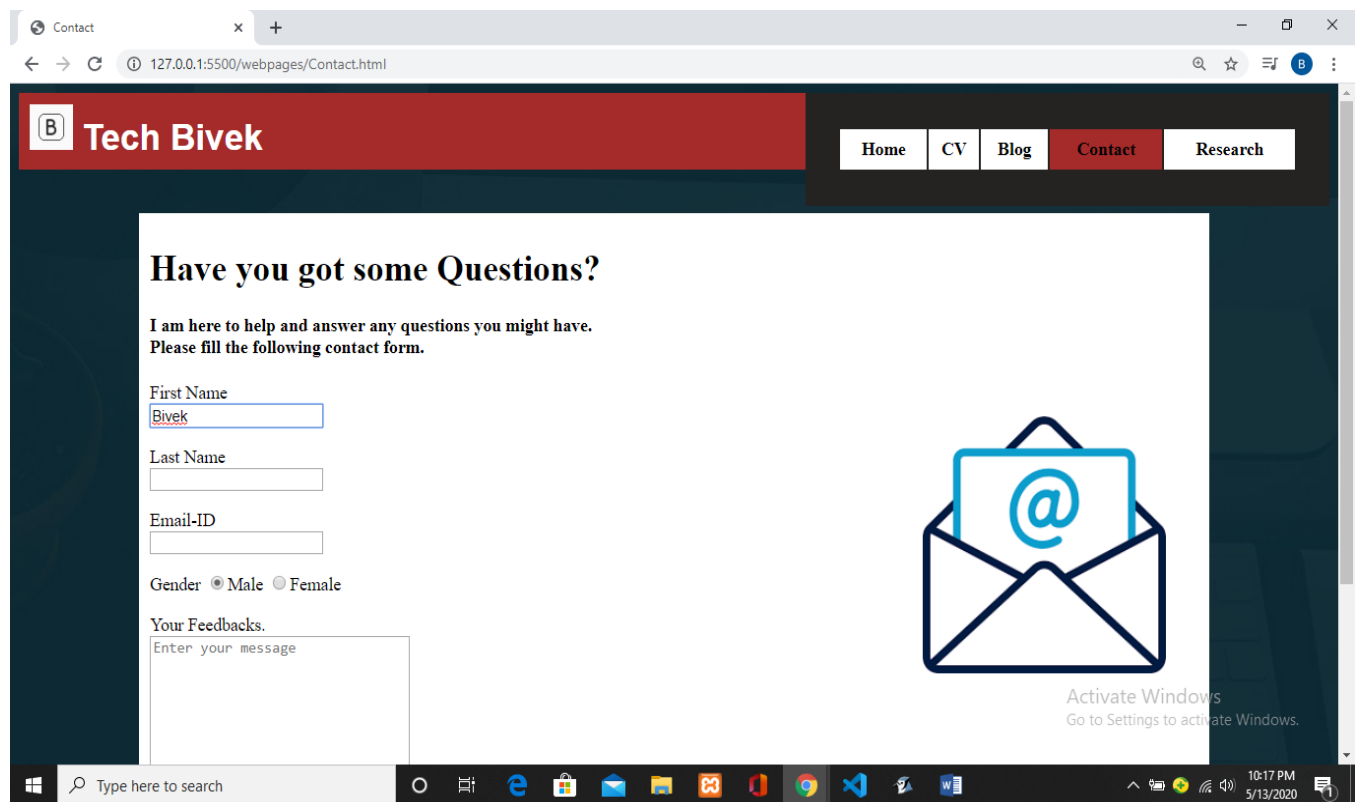 Contact
127.0.0.1:5500/webpages/Contact.html
B
B
Tech Bivek
Home CV Blog Contact Research
Have you got some Questions?
I am here to help and answer any questions you might have.
Please fill the following contact form.
First Name
Bivek
Last Name
Email-ID
Gender Male Female
Your Feedbacks.
Enter your message
@
Activate Windows
Go to Settings to activate Windows.
Type here to search
W
10:17 PM
5/13/2020
1